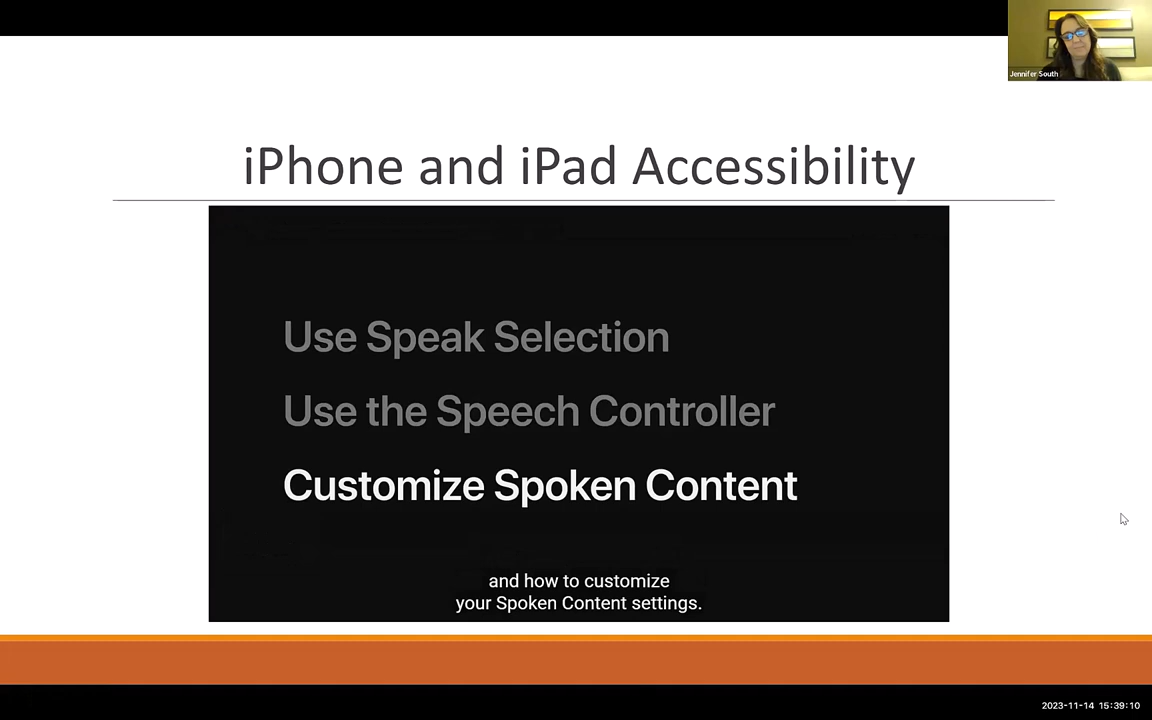 Jennifer South
iPhone and iPad Accessibility
Use Speak Selection
Use the Speech Controller
Customize Spoken Content
and how to customize
your Spoken Content settings.
2023-11-14 15:39:10